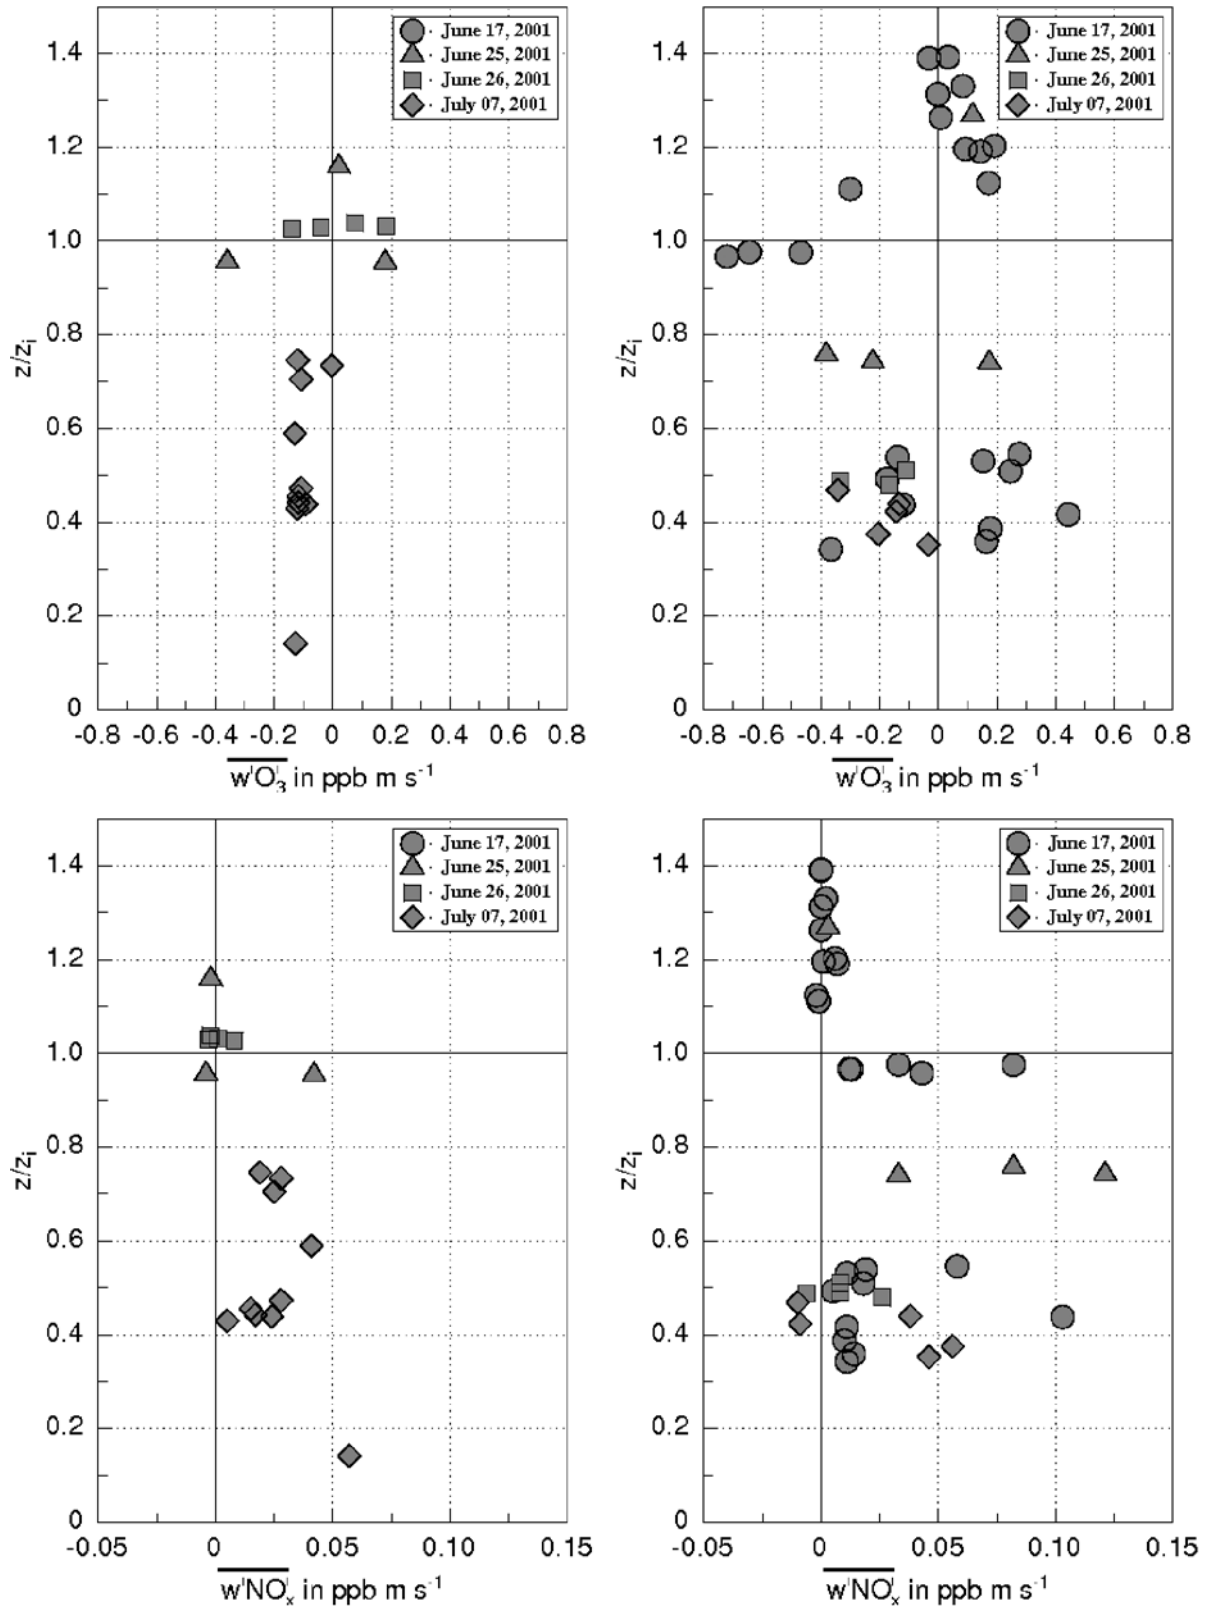 June 17, 2001
June 25, 2001
June 26, 2001
July 07, 2001
1.4
1.2
1.0
0.8
0.6
0.4
0.2
0
z/zi
-0.8 -0.6 -0.4 -0.2 0 0.2 0.4 0.6 0.8
w'O3' in ppb m s-1
June 17, 2001
June 25, 2001
June 26, 2001
July 07, 2001
1.4
1.2
1.0
0.8
0.6
0.4
0.2
0
z/zi
-0.8 -0.6 -0.4 -0.2 0 0.2 0.4 0.6 0.8
w'O3' in ppb m s-1
June 17, 2001
June 25, 2001
June 26, 2001
July 07, 2001
1.4
1.2
1.0
0.8
0.6
0.4
0.2
0
z/zi
-0.05 0 0.05 0.10 0.15
w'NOx' in ppb m s-1
June 17, 2001
June 25, 2001
June 26, 2001
July 07, 2001
1.4
1.2
1.0
0.8
0.6
0.4
0.2
0
z/zi
-0.05 0 0.05 0.10 0.15
w'NOx' in ppb m s-1